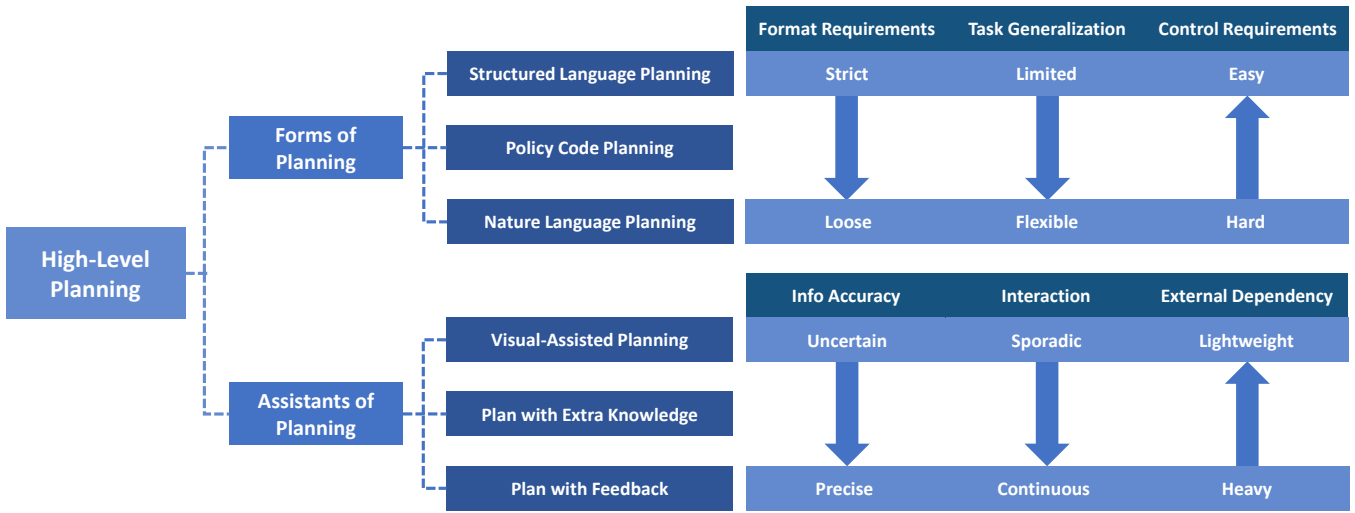 High-Level
Planning
Forms of
Planning
Structured Language Planning
Policy Code Planning
Nature Language Planning
Format Requirements Task Generalization Control Requirements
Strict Limited Easy
Loose Flexible Hard
Assistants of
Planning
Visual-Assisted Planning
Plan with Extra Knowledge
Plan with Feedback
Info Accuracy Interaction External Dependency
Uncertain Sporadic Lightweight
Precise Continuous Heavy